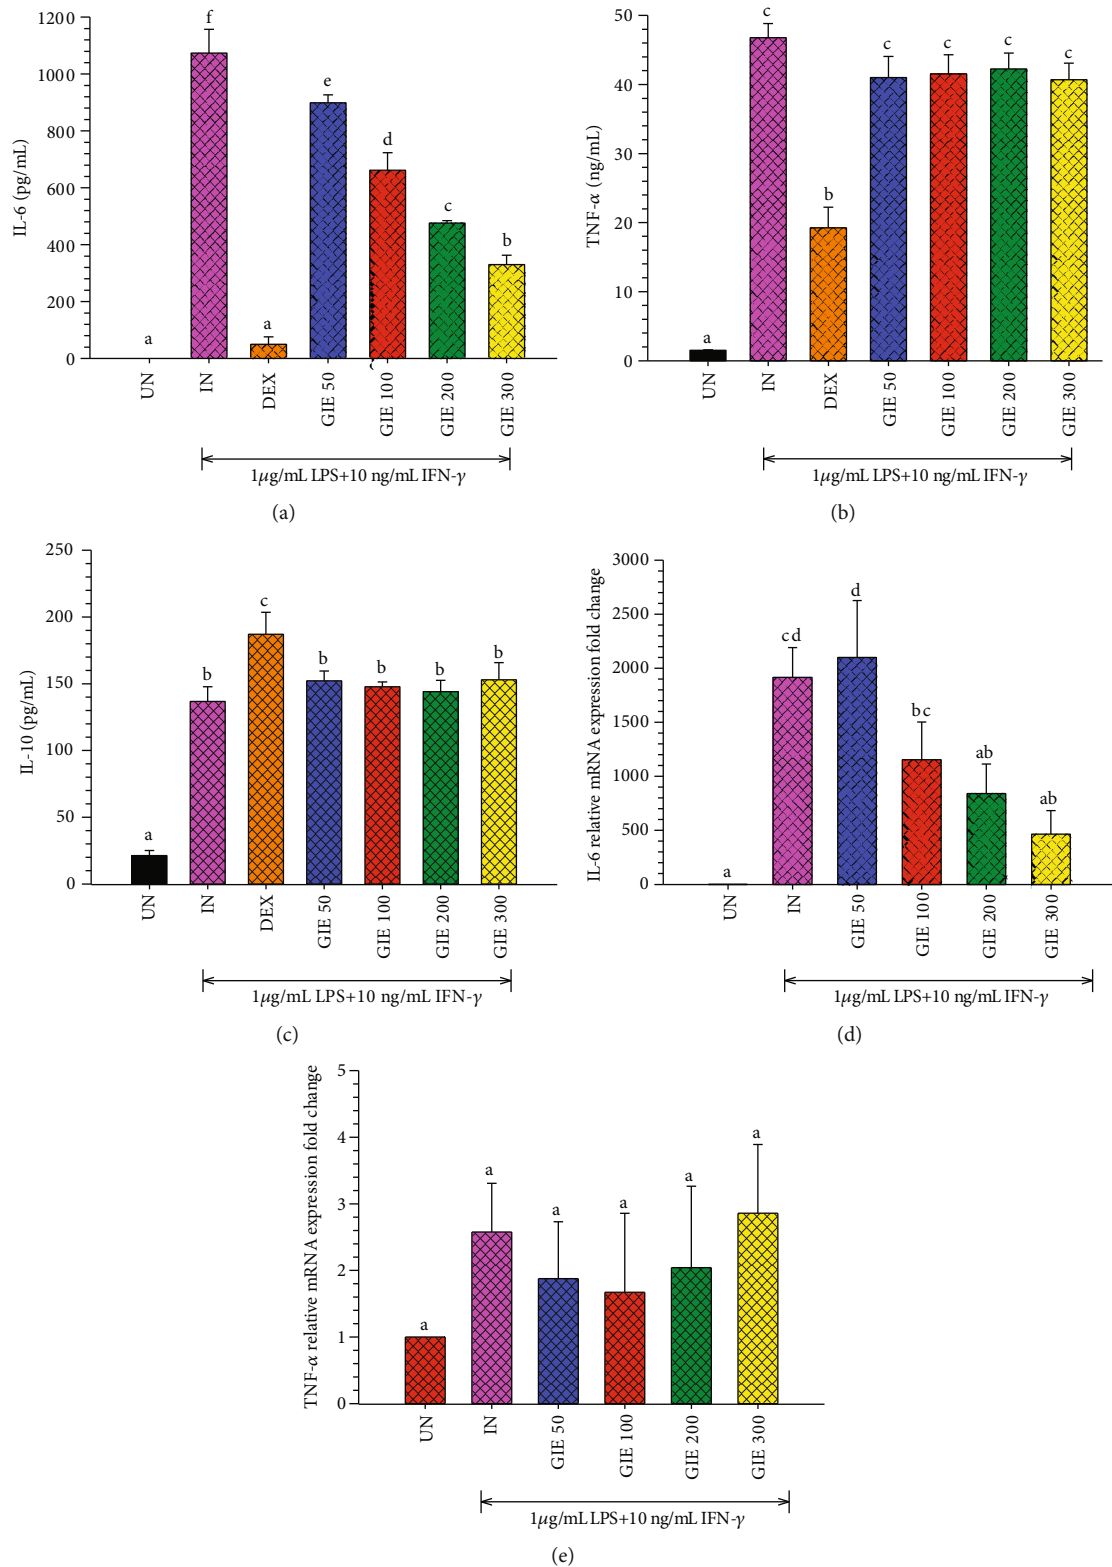 IL-6 (pg/mL)
1200
1000
800
600
400
200
0
a
f
a
e
d
c
b
UN
IN
DEX
GIE 50
GIE 100
GIE 200
GIE 300
1μg/mL LPS+10 ng/mL IFN-γ
(a)
TNF-α (ng/mL)
50
40
30
20
10
0
a
c
b
c
c
c
c
UN
IN
DEX
GIE 50
GIE 100
GIE 200
GIE 300
1μg/mL LPS+10 ng/mL IFN-γ
(b)
IL-10 (pg/mL)
250
200
150
100
50
0
a
b
c
b
b
b
b
UN
IN
DEX
GIE 50
GIE 100
GIE 200
GIE 300
1μg/mL LPS+10 ng/mL IFN-γ
(c)
IL-6 relative mRNA expression fold change
3000
2500
2000
1500
1000
500
0
a
cd
d
bc
ab
ab
UN
IN
GIE 50
GIE 100
GIE 200
GIE 300
1μg/mL LPS+10 ng/mL IFN-γ
(d)
TNF-α relative mRNA expression fold change
5
4
3
2
1
0
a
a
a
a
a
a
UN
IN
GIE 50
GIE 100
GIE 200
GIE 300
1μg/mL LPS+10 ng/mL IFN-γ
(e)